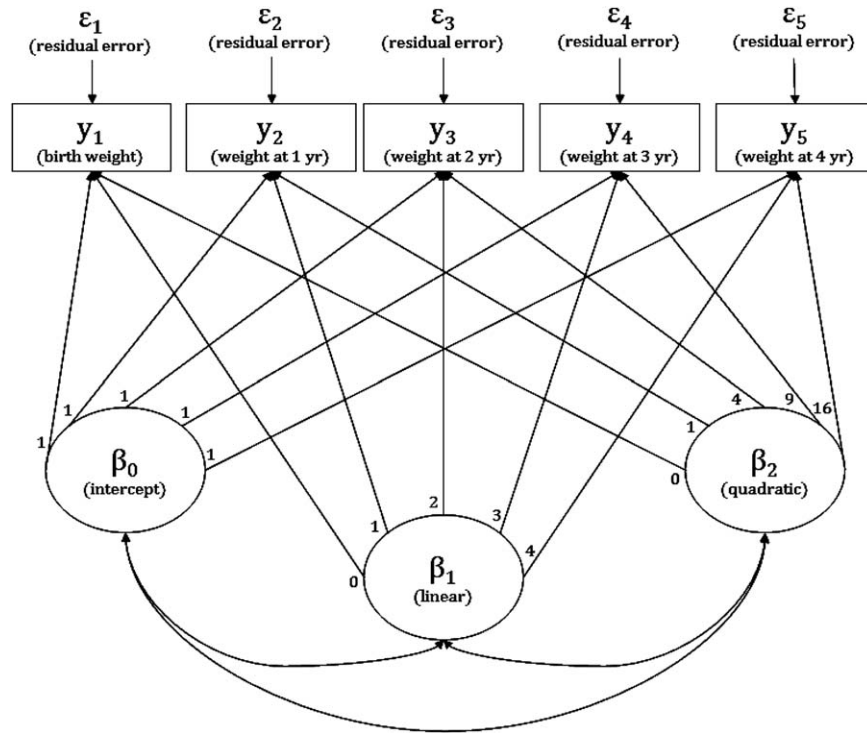 ε₁ ε₂ ε₃ ε₄ ε₅
(residual error) (residual error) (residual error) (residual error) (residual error)
y₁ y₂ y₃ y₄ y₅
(birth weight) (weight at 1 yr) (weight at 2 yr) (weight at 3 yr) (weight at 4 yr)
1 1 1 1 1
β₀
(intercept)
0 1 2 3 4
β₁
(linear)
0 1 4 9 16
β₂
(quadratic)